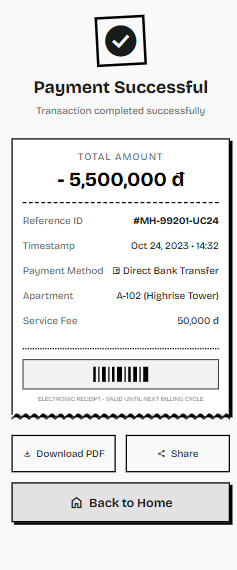 Payment Successful
Transaction completed successfully
TOTAL AMOUNT
- 5,500,000 đ
Reference ID #MH-99201-UC24
Timestamp Oct 24, 2023 • 14:32
Payment Method Direct Bank Transfer
Apartment A-102 (Highrise Tower)
Service Fee 50,000 đ
ELECTRONIC RECEIPT - VALID UNTIL NEXT BILLING CYCLE
Download PDF Share
Back to Home